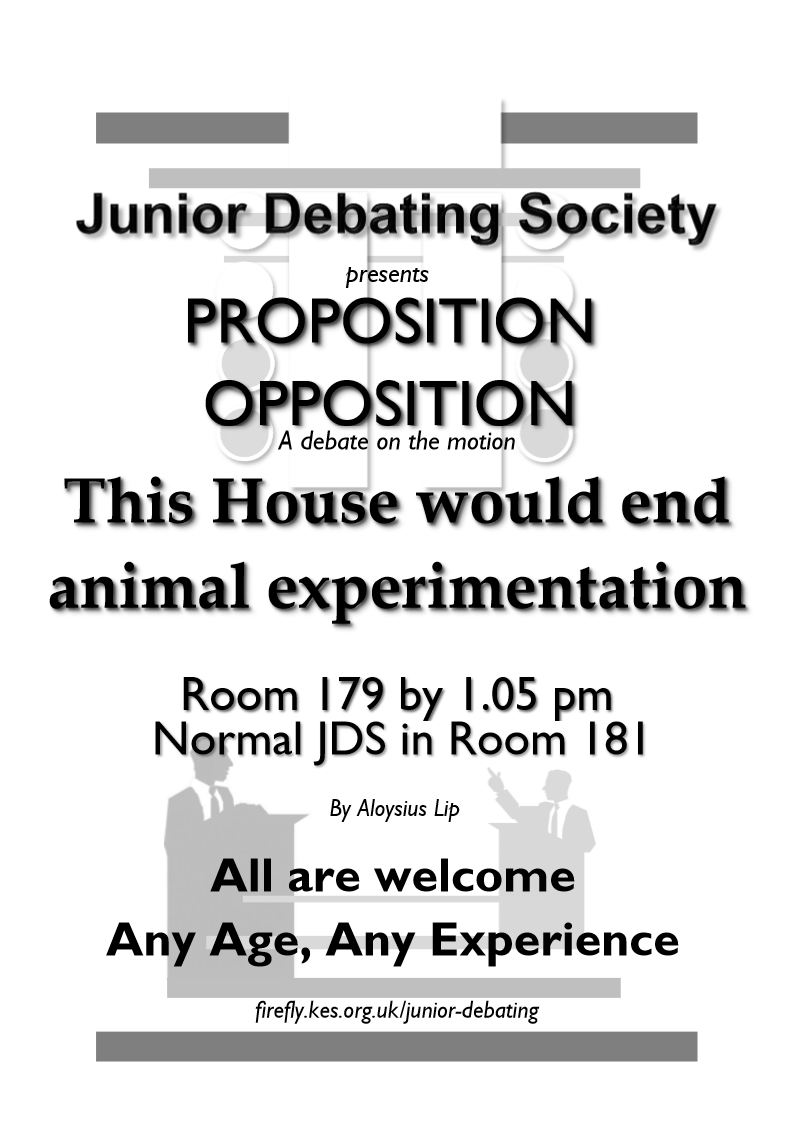 Junior Debating Society
presents
PROPOSITION
OPPOSITION
A debate on the motion
This House would end
animal experimentation
Room 179 by 1.05 pm
Normal JDS in Room 181
By Aloysius Lip
All are welcome
Any Age, Any Experience
firefly.kes.org.uk/junior-debating